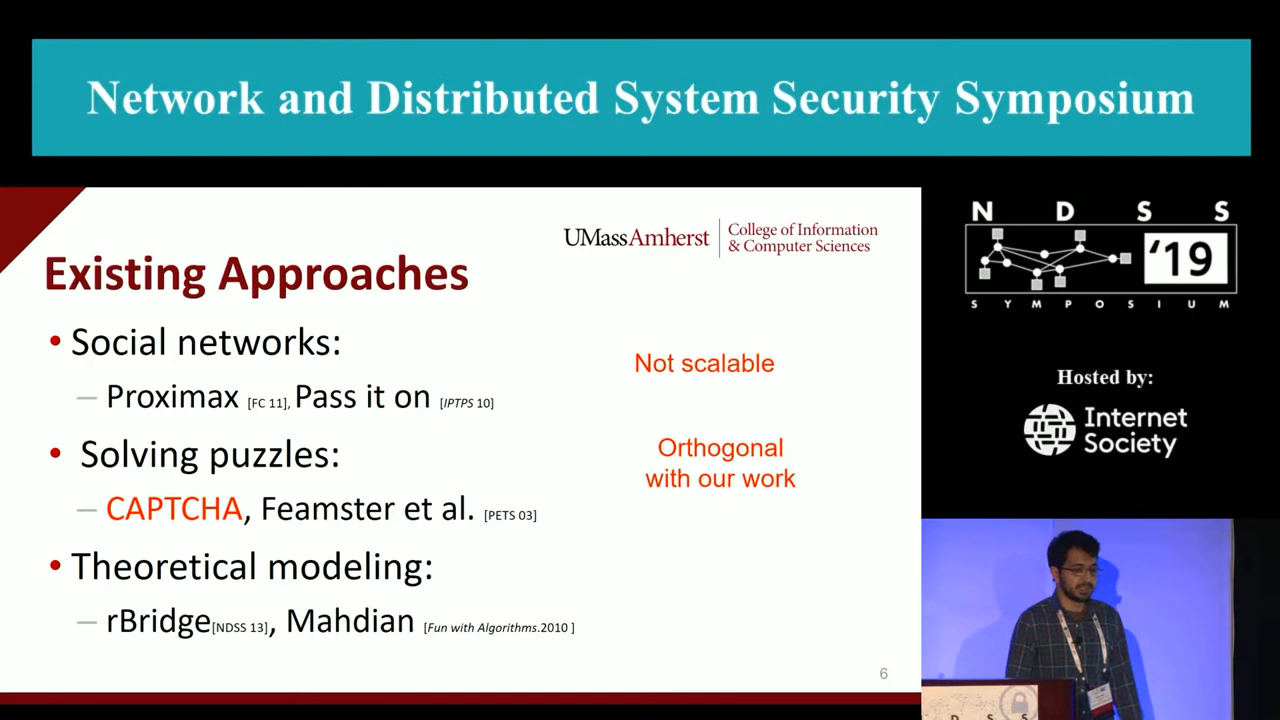 Network and Distributed System Security Symposium
UMassAmherst
College of Information
& Computer Sciences
Existing Approaches
• Social networks:
Not scalable
– Proximax [FC 11], Pass it on [IPTPS 10]
• Solving puzzles:
Orthogonal
with our work
– CAPTCHA, Feamster et al. [PETS 03]
• Theoretical modeling:
– rBridge[NDSS 13], Mahdian [Fun with Algorithms.2010 ]
6
N D S S
'19
SYMPOSIUM
Hosted by:
Internet
Society
N D S S